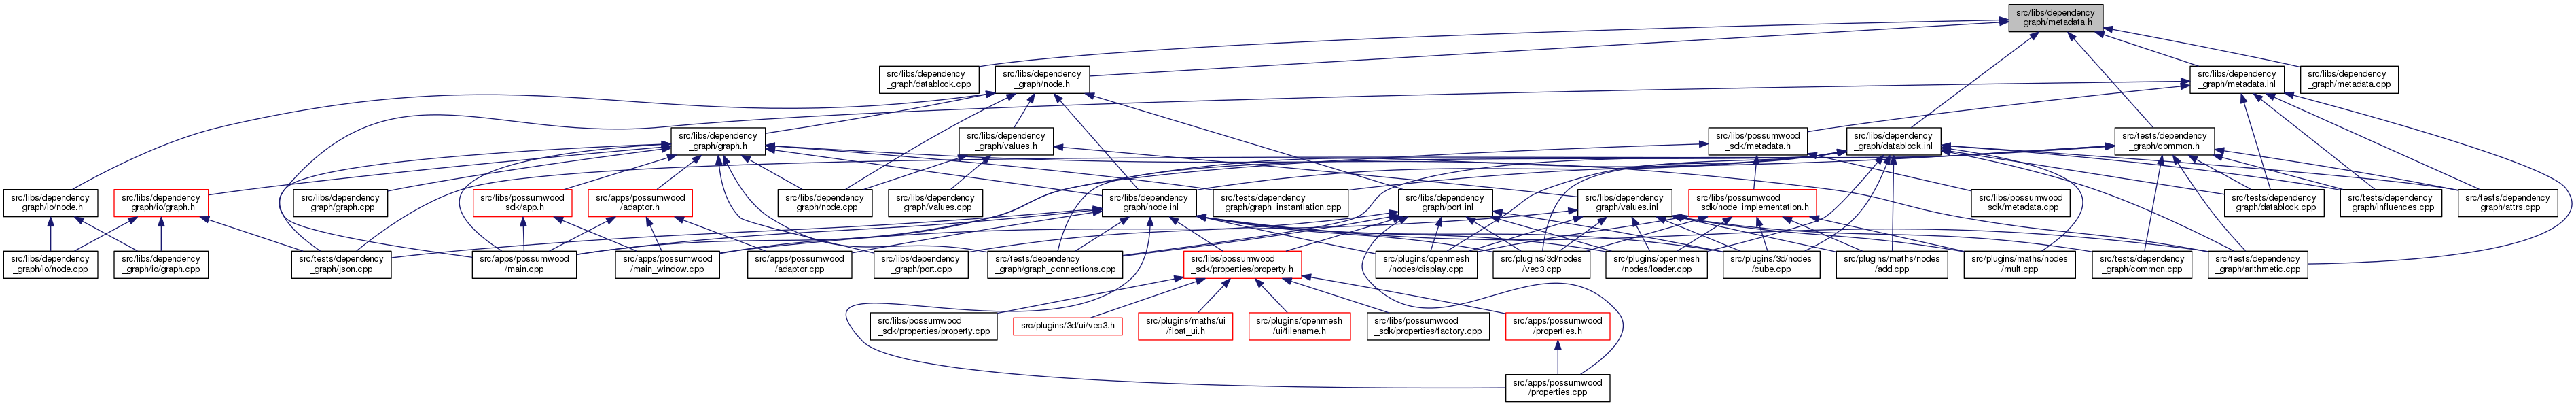 src/libs/dependency
_graph/metadata.h
src/libs/dependency
_graph/datablock.cpp
src/libs/dependency
_graph/node.h
src/libs/dependency
_graph/metadata.inl
src/libs/dependency
_graph/metadata.cpp
src/libs/dependency
_graph/graph.h
src/libs/dependency
_graph/values.h
src/libs/possumwood
_sdk/metadata.h
src/libs/dependency
_graph/datablock.inl
src/tests/dependency
_graph/common.h
src/libs/dependency
_graph/io/node.h
src/libs/dependency
_graph/io/graph.h
src/libs/dependency
_graph/graph.cpp
src/libs/possumwood
_sdk/app.h
src/apps/possumwood
/adaptor.h
src/libs/dependency
_graph/node.cpp
src/libs/dependency
_graph/values.cpp
src/libs/dependency
_graph/node.inl
src/tests/dependency
_graph/graph_instantiation.cpp
src/libs/dependency
_graph/port.inl
src/libs/dependency
_graph/values.inl
src/libs/possumwood
_sdk/node_implementation.h
src/libs/possumwood
_sdk/metadata.cpp
src/tests/dependency
_graph/datablock.cpp
src/tests/dependency
_graph/influences.cpp
src/tests/dependency
_graph/attrs.cpp
src/libs/dependency
_graph/io/node.cpp
src/libs/dependency
_graph/io/graph.cpp
src/tests/dependency
_graph/json.cpp
src/apps/possumwood
/main.cpp
src/apps/possumwood
/main_window.cpp
src/apps/possumwood
/adaptor.cpp
src/libs/dependency
_graph/port.cpp
src/tests/dependency
_graph/graph_connections.cpp
src/libs/possumwood
_sdk/properties/property.h
src/plugins/openmesh
/nodes/display.cpp
src/plugins/3d/nodes
/vec3.cpp
src/plugins/openmesh
/nodes/loader.cpp
src/plugins/3d/nodes
/cube.cpp
src/plugins/maths/nodes
/add.cpp
src/plugins/maths/nodes
/mult.cpp
src/tests/dependency
_graph/common.cpp
src/tests/dependency
_graph/arithmetic.cpp
src/libs/possumwood
_sdk/properties/property.cpp
src/plugins/3d/ui/vec3.h
src/plugins/maths/ui
/float_ui.h
src/plugins/openmesh
/ui/filename.h
src/libs/possumwood
_sdk/properties/factory.cpp
src/apps/possumwood
/properties.h
src/apps/possumwood
/properties.cpp